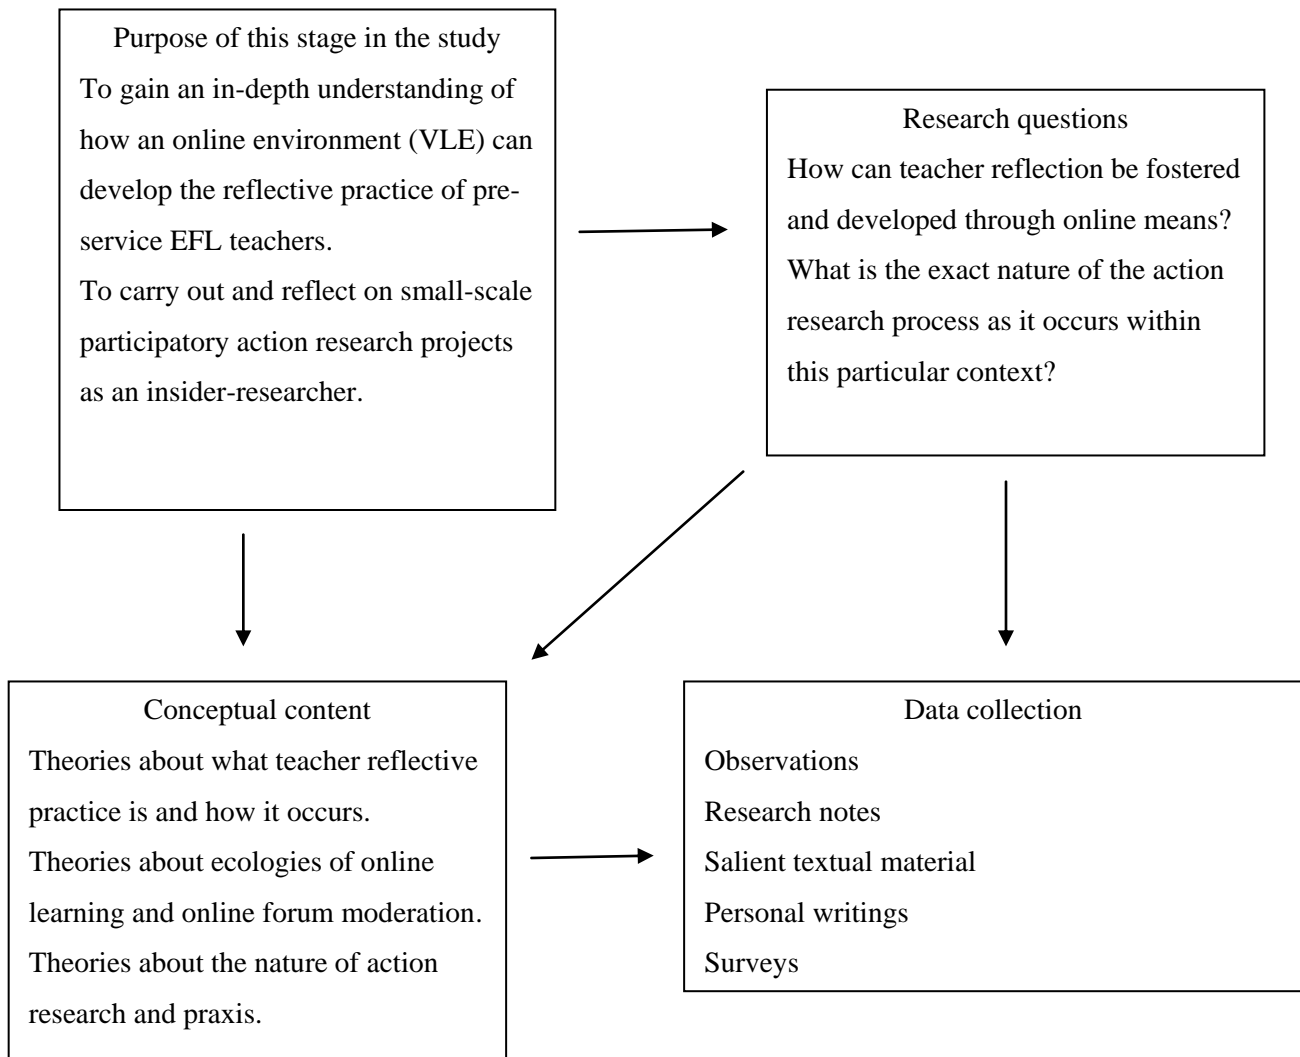 Purpose of this stage in the study
To gain an in-depth understanding of
how an online environment (VLE) can
develop the reflective practice of pre-
service EFL teachers.
To carry out and reflect on small-scale
participatory action research projects
as an insider-researcher.
Research questions
How can teacher reflection be fostered
and developed through online means?
What is the exact nature of the action
research process as it occurs within
this particular context?
Conceptual content
Theories about what teacher reflective
practice is and how it occurs.
Theories about ecologies of online
learning and online forum moderation.
Theories about the nature of action
research and praxis.
Data collection
Observations
Research notes
Salient textual material
Personal writings
Surveys